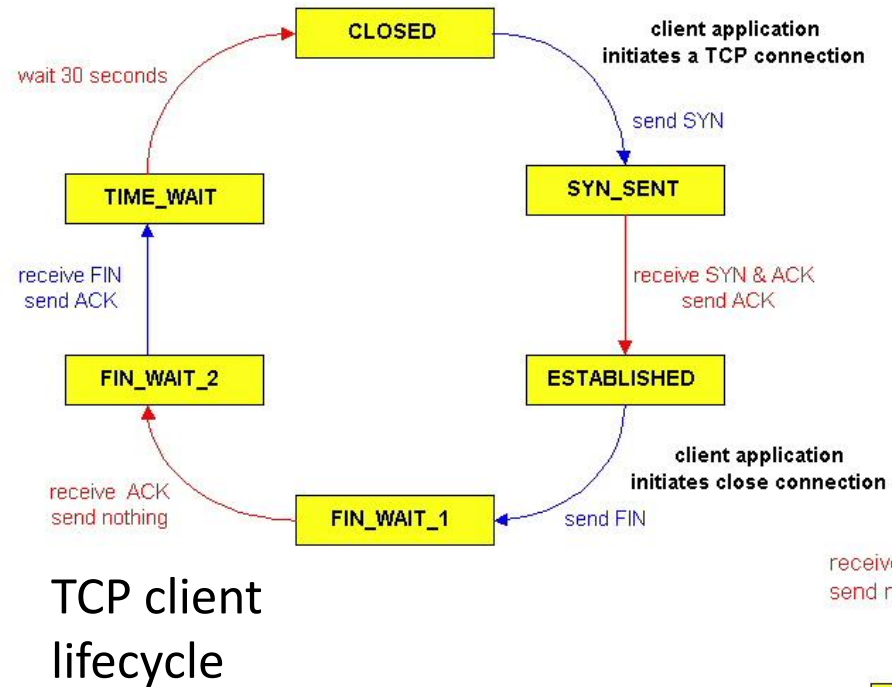 CLOSED
client application
initiates a TCP connection
wait 30 seconds
send SYN
TIME_WAIT
SYN_SENT
receive FIN
send ACK
receive SYN & ACK
send ACK
FIN_WAIT_2
ESTABLISHED
client application
initiates close connection
receive ACK
send nothing
FIN_WAIT_1
send FIN
TCP client
lifecycle
send